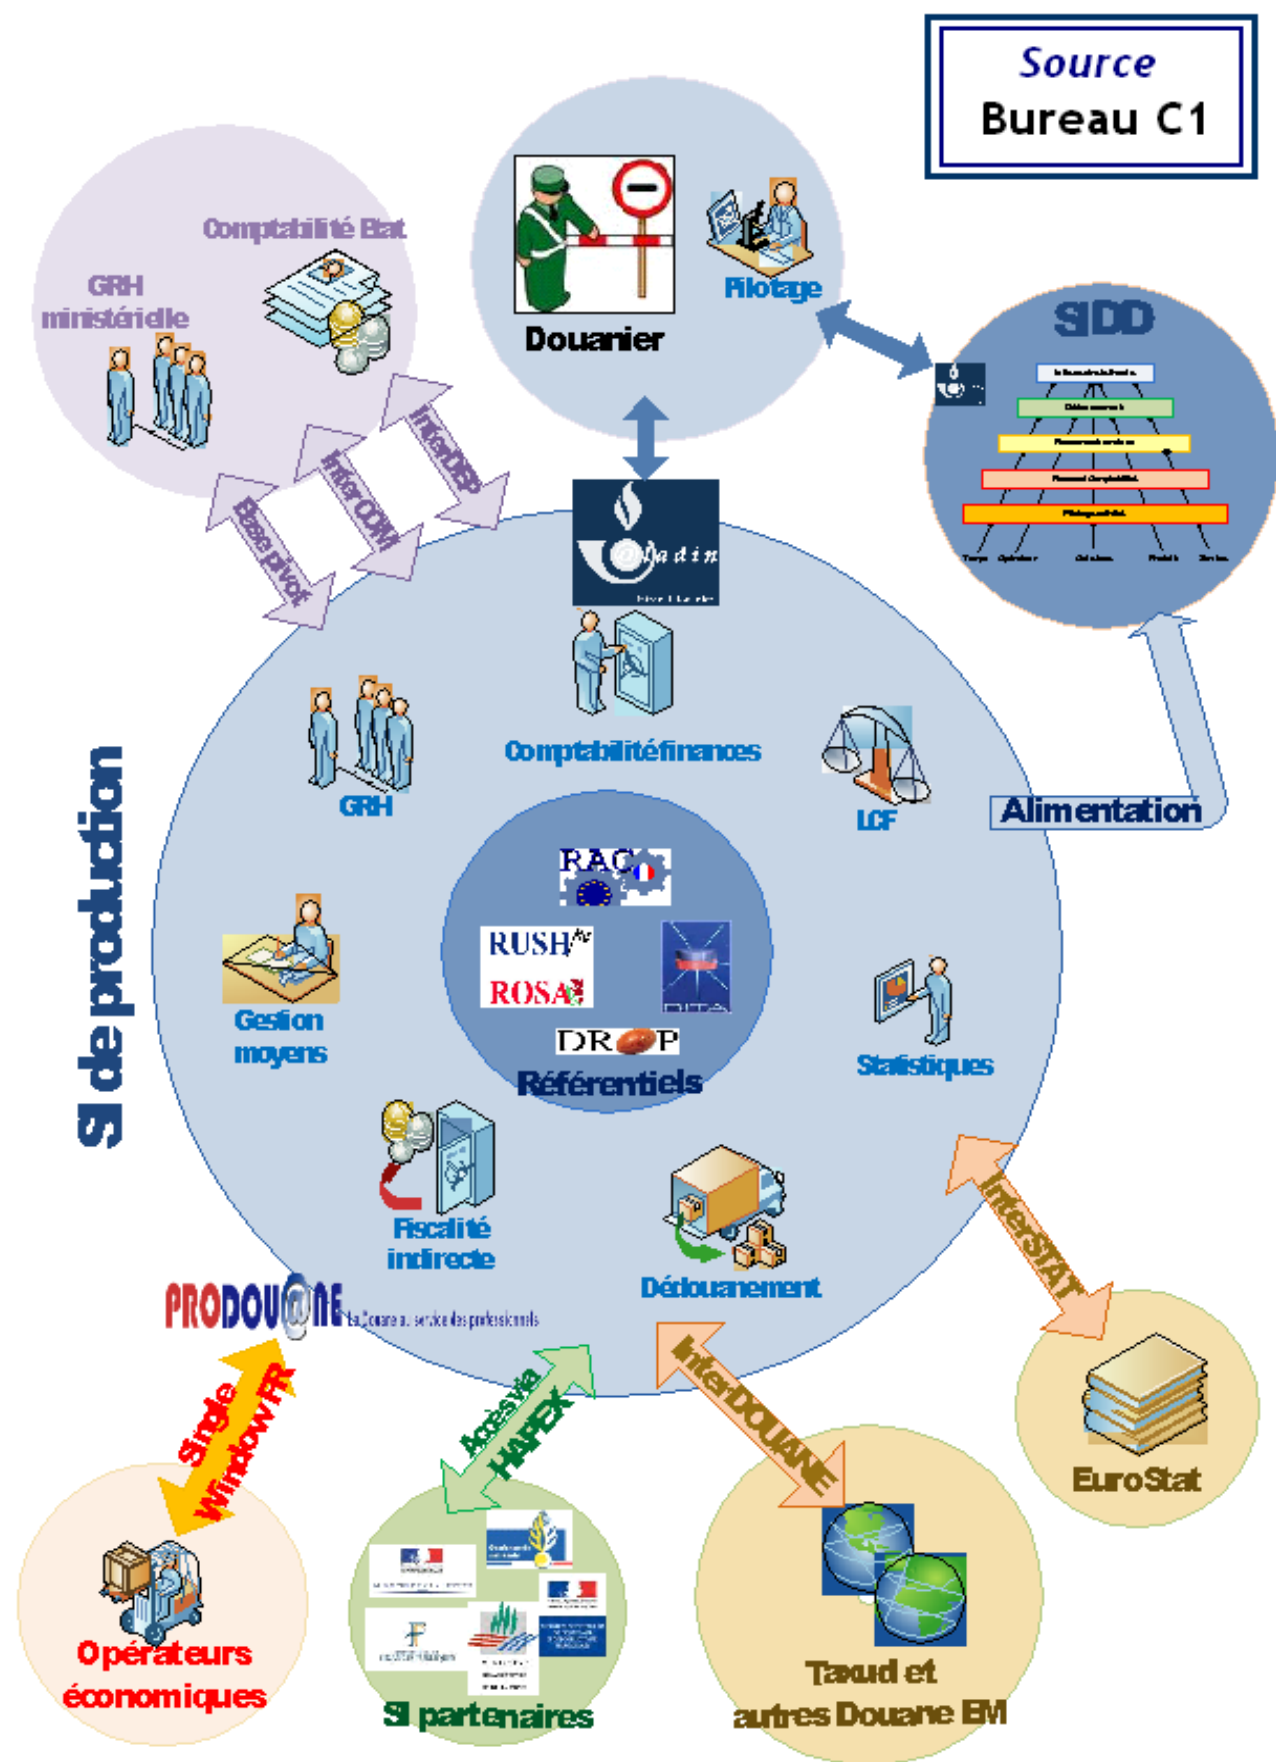 Source
Bureau C1
Comptabilité Etat
GRH
ministérielle
Douanier
Pilotage
SIDD
InterDEP
Inter ODM
Base pivot
@ladin
Comptabilité finances
GRH
LCF
Alimentation
SI de production
RAC
RUSH
ROSA
DROP
Référentiels
Gestion
moyens
Statistiques
Fiscalité
indirecte
Dédouanement
PRODOU@NE La Douane au service des professionnels
InterSTAT
Single
Window FR
Accès via
HAPEX
InterDOUANE
EuroStat
Opérateurs
économiques
SI partenaires
Taxud et
autres Douane EM